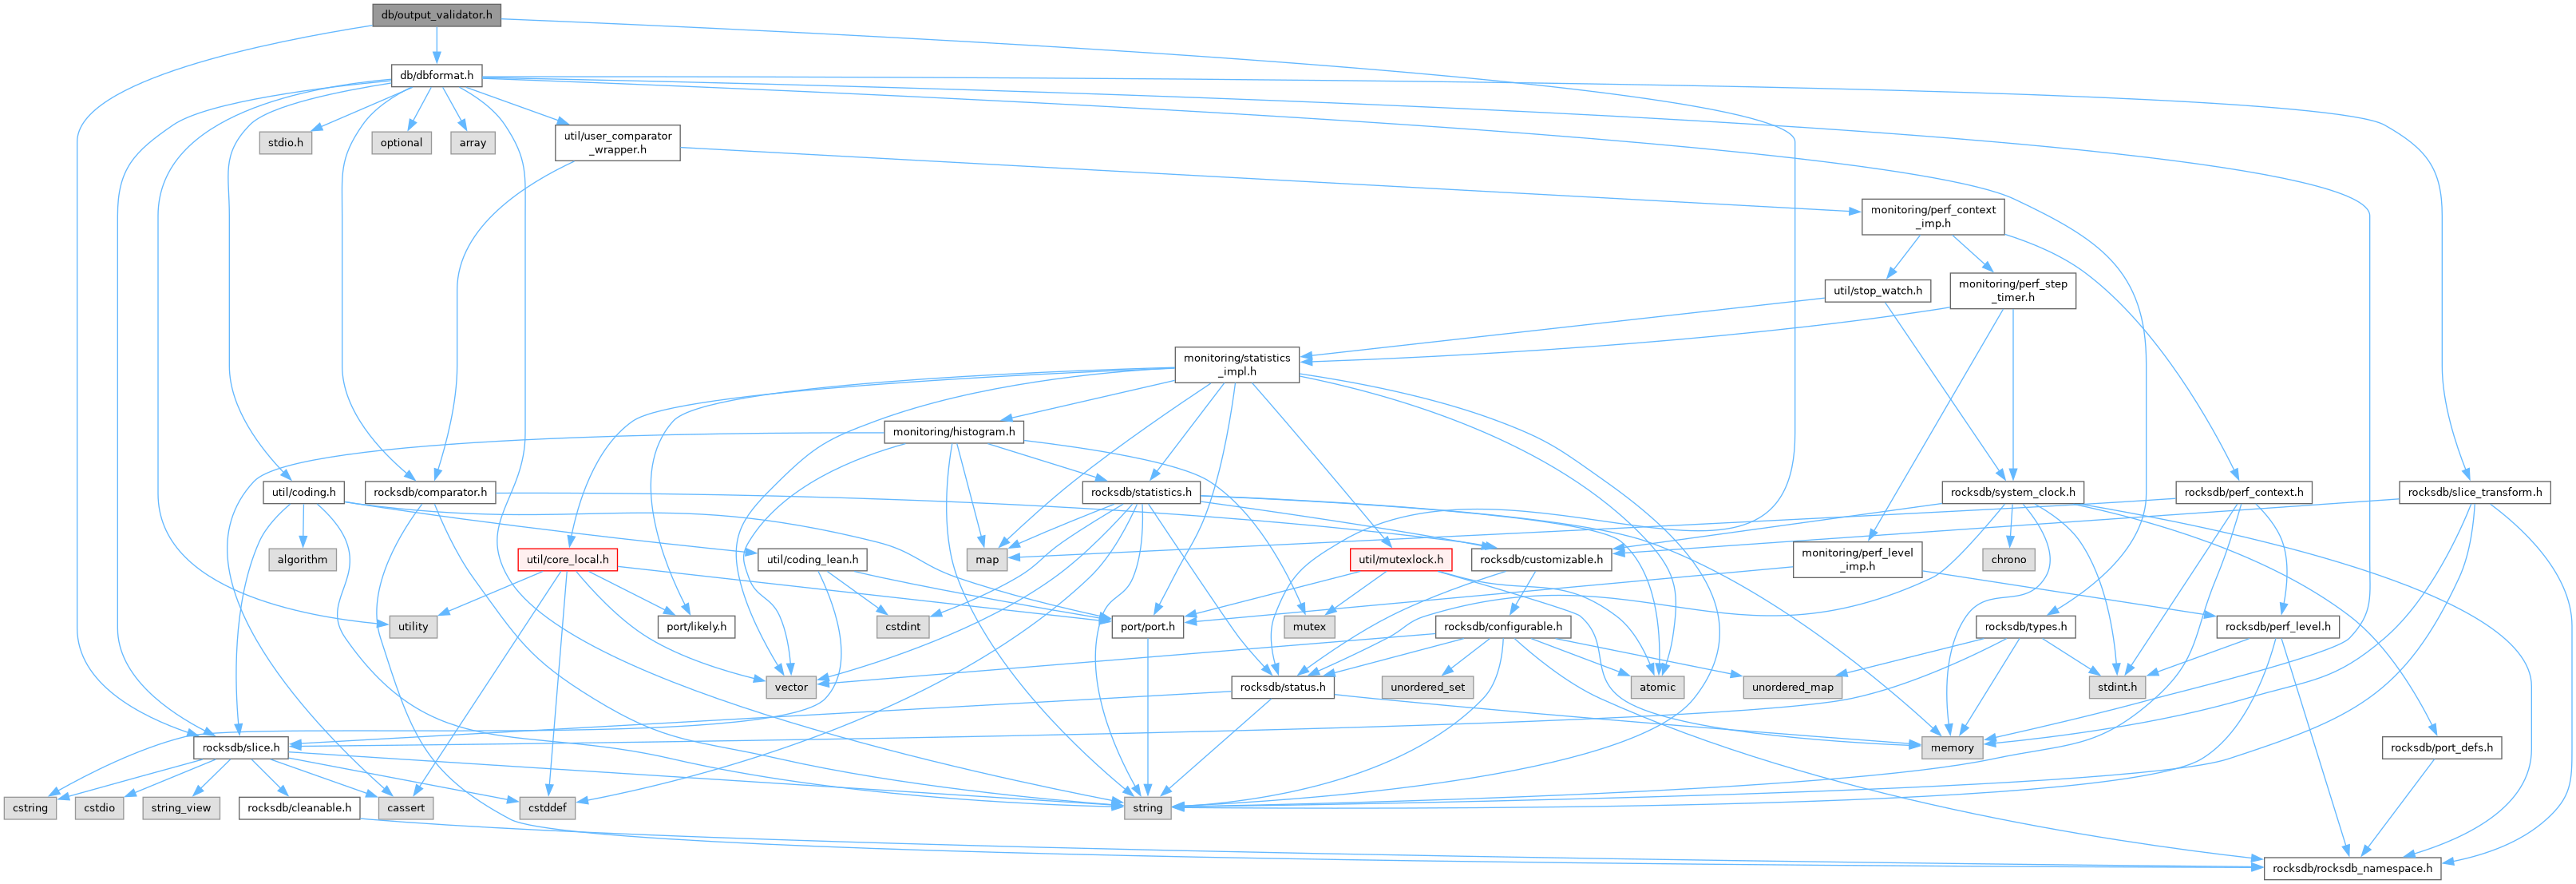 db/output_validator.h
db/dbformat.h
stdio.h
optional
array
util/user_comparator
_wrapper.h
monitoring/perf_context
_imp.h
util/stop_watch.h
monitoring/perf_step
_timer.h
monitoring/statistics
_impl.h
monitoring/histogram.h
util/coding.h
rocksdb/comparator.h
rocksdb/statistics.h
rocksdb/system_clock.h
rocksdb/perf_context.h
rocksdb/slice_transform.h
algorithm
util/core_local.h
util/coding_lean.h
map
util/mutexlock.h
rocksdb/customizable.h
monitoring/perf_level
_imp.h
chrono
utility
port/likely.h
cstdint
port/port.h
mutex
rocksdb/configurable.h
rocksdb/types.h
rocksdb/perf_level.h
vector
rocksdb/status.h
unordered_set
atomic
unordered_map
stdint.h
rocksdb/slice.h
memory
rocksdb/port_defs.h
cstring
cstdio
string_view
rocksdb/cleanable.h
cassert
cstddef
string
rocksdb/rocksdb_namespace.h